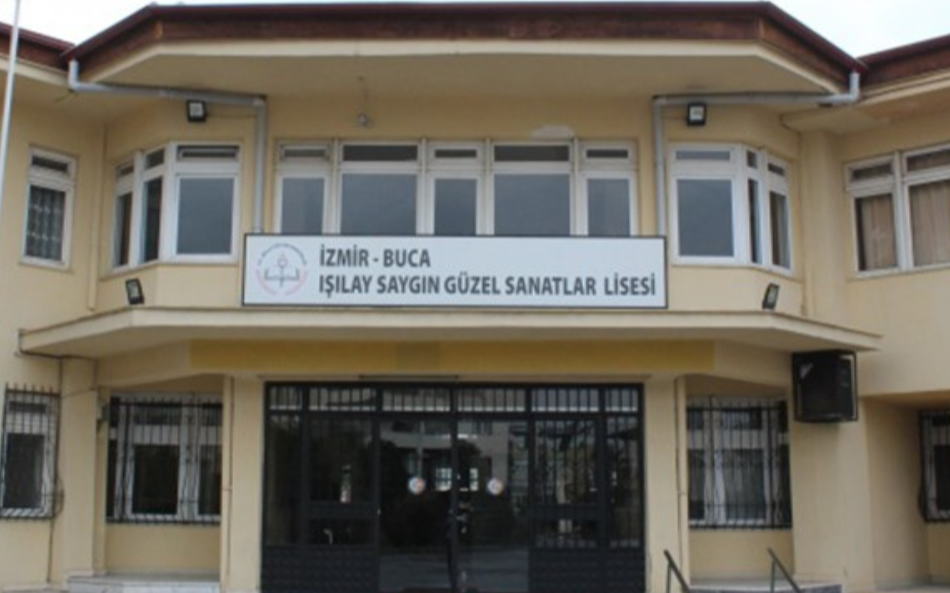 İZMİR - BUCA
IŞILAY SAYGIN GÜZEL SANATLAR LİSESİ